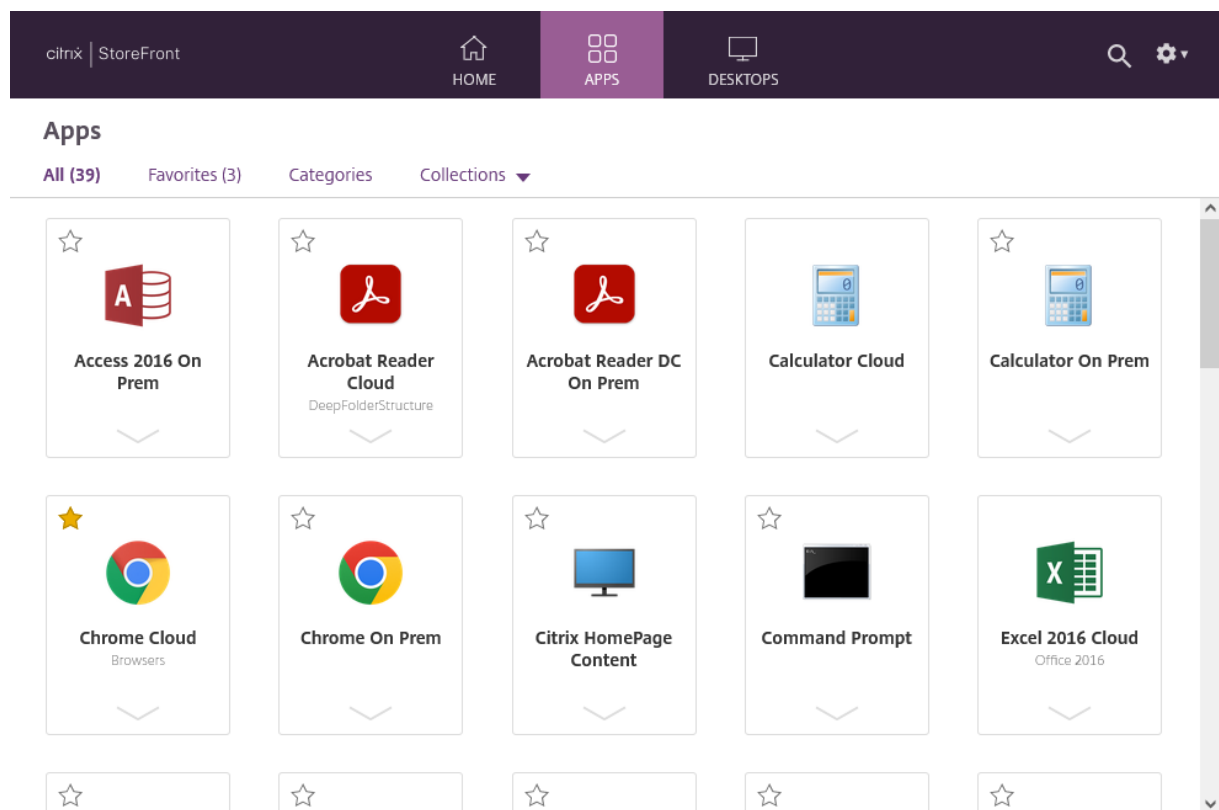 citrix | StoreFront
HOME
APPS
DESKTOPS
Apps
All (39) Favorites (3) Categories Collections
Access 2016 On
Prem
Acrobat Reader
Cloud
DeepFolderStructure
Acrobat Reader DC
On Prem
Calculator Cloud
Calculator On Prem
Chrome Cloud
Browsers
Chrome On Prem
Citrix HomePage
Content
Command Prompt
Excel 2016 Cloud
Office 2016